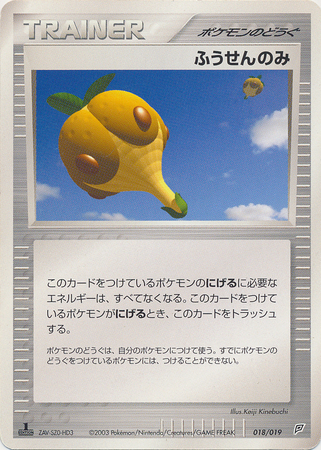 TRAINER
ポケモンのどうぐ
ふうせんのみ
このカードをつけているポケモンのにげるに必要な
エネルギーは、すべてなくなる。このカードをつけて
いるポケモンがにげるとき、このカードをトラッシュ
する。
ポケモンのどうぐは、自分のポケモンにつけて使う。すでにポケモン
のどうぐをつけているポケモンには、つけることができない。
Illus.Keiji Kinebuchi
1
EDITION
ZAV-SZ0-HD3
©2003 Pokémon/Nintendo/Creatures/GAME FREAK
018/019